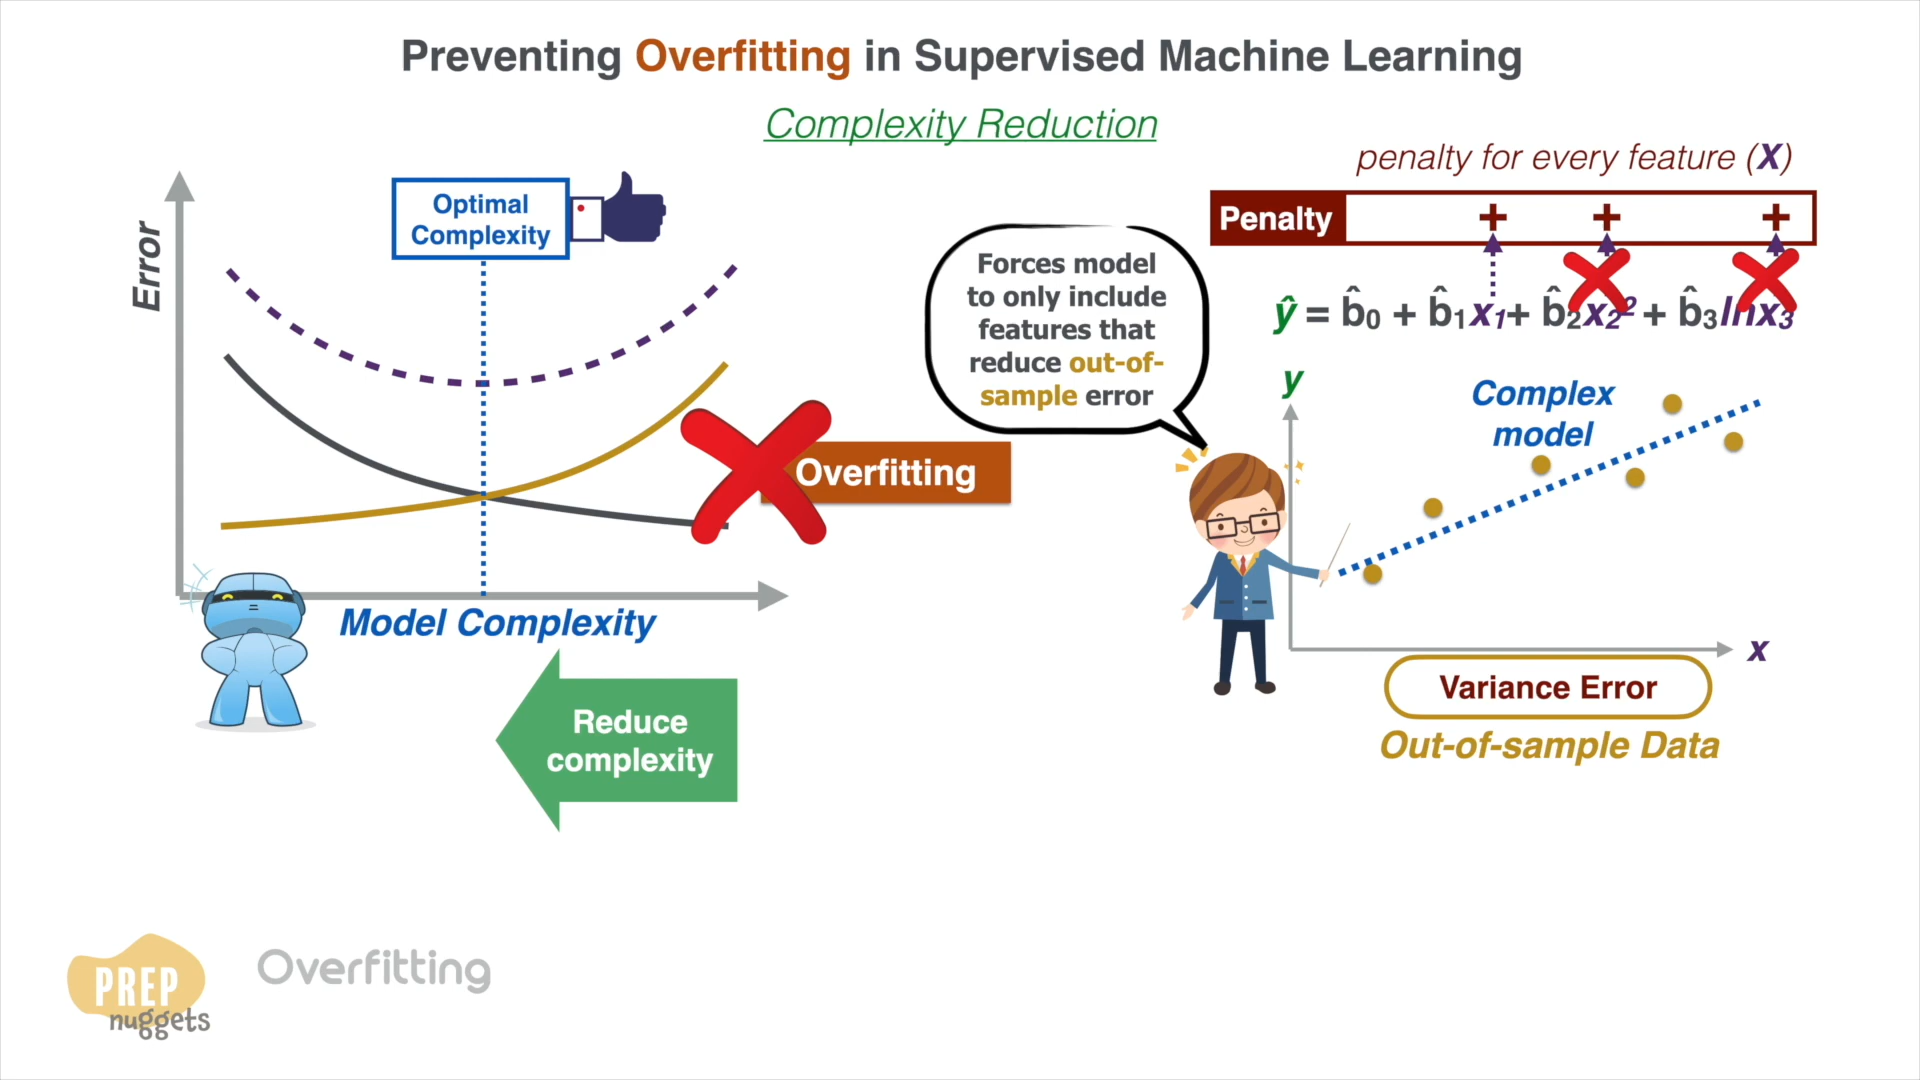 Preventing Overfitting in Supervised Machine Learning
Complexity Reduction
penalty for every feature (X)
Penalty + + +
ŷ = b̂₀ + b̂₁x₁+ b̂₂x₂² + b̂₃lnx₃
Optimal
Complexity
Error
Forces model
to only include
features that
reduce out-of-
sample error
Overfitting
Model Complexity
Reduce
complexity
y
Complex
model
x
Variance Error
Out-of-sample Data
PREP
nuggets
Overfitting